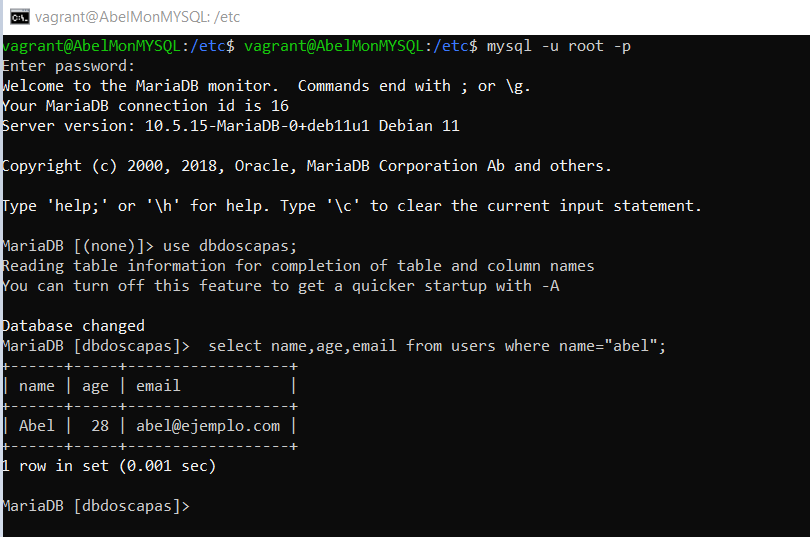 vagrant@AbelMonMYSQL: /etc
vagrant@AbelMonMYSQL:/etc$ vagrant@AbelMonMYSQL:/etc$ mysql -u root -p
Enter password:
Welcome to the MariaDB monitor.  Commands end with ; or \g.
Your MariaDB connection id is 16
Server version: 10.5.15-MariaDB-0+deb11u1 Debian 11
Copyright (c) 2000, 2018, Oracle, MariaDB Corporation Ab and others.
Type 'help;' or '\h' for help. Type '\c' to clear the current input statement.
MariaDB [(none)]> use dbdoscapas;
Reading table information for completion of table and column names
You can turn off this feature to get a quicker startup with -A
Database changed
MariaDB [dbdoscapas]>  select name,age,email from users where name="abel";
+------+-----+------------------+
| name | age | email            |
+------+-----+------------------+
| Abel |  28 | abel@ejemplo.com |
+------+-----+------------------+
1 row in set (0.001 sec)
MariaDB [dbdoscapas]>